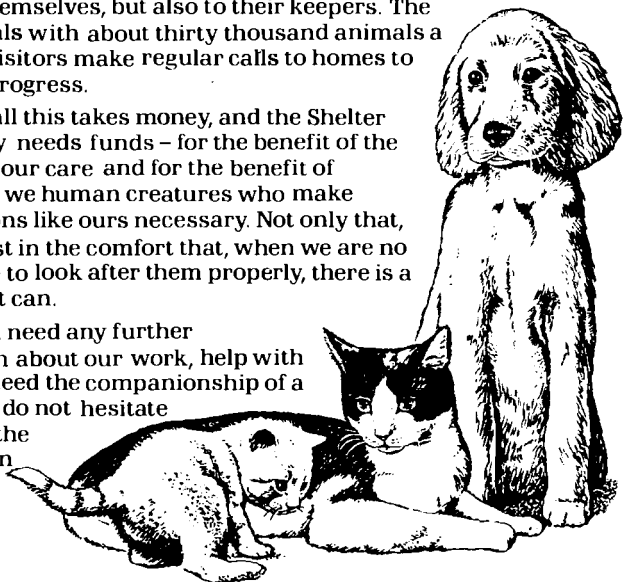 emselves, but also to their keepers. The
ls with about thirty thousand animals a
isitors make regular calls to homes to
rogress.
all this takes money, and the Shelter
y needs funds – for the benefit of the
our care and for the benefit of
we human creatures who make
ns like ours necessary. Not only that,
st in the comfort that, when we are no
to look after them properly, there is a
t can.
need any further
n about our work, help with
eed the companionship of a
do not hesitate
the
n